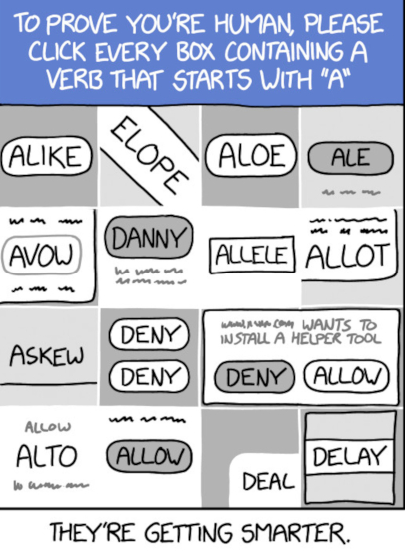 TO PROVE YOU'RE HUMAN, PLEASE
CLICK EVERY BOX CONTAINING A
VERB THAT STARTS WITH "A"
ALIKE
ELOPE
ALOE
ALE
AVOW
DANNY
ALLELE
ALLOT
ASKEW
DENY
DENY
WANTS TO
INSTALL A HELPER TOOL
DENY
ALLOW
ALLOW
ALTO
ALLOW
DEAL
DELAY
THEY'RE GETTING SMARTER.